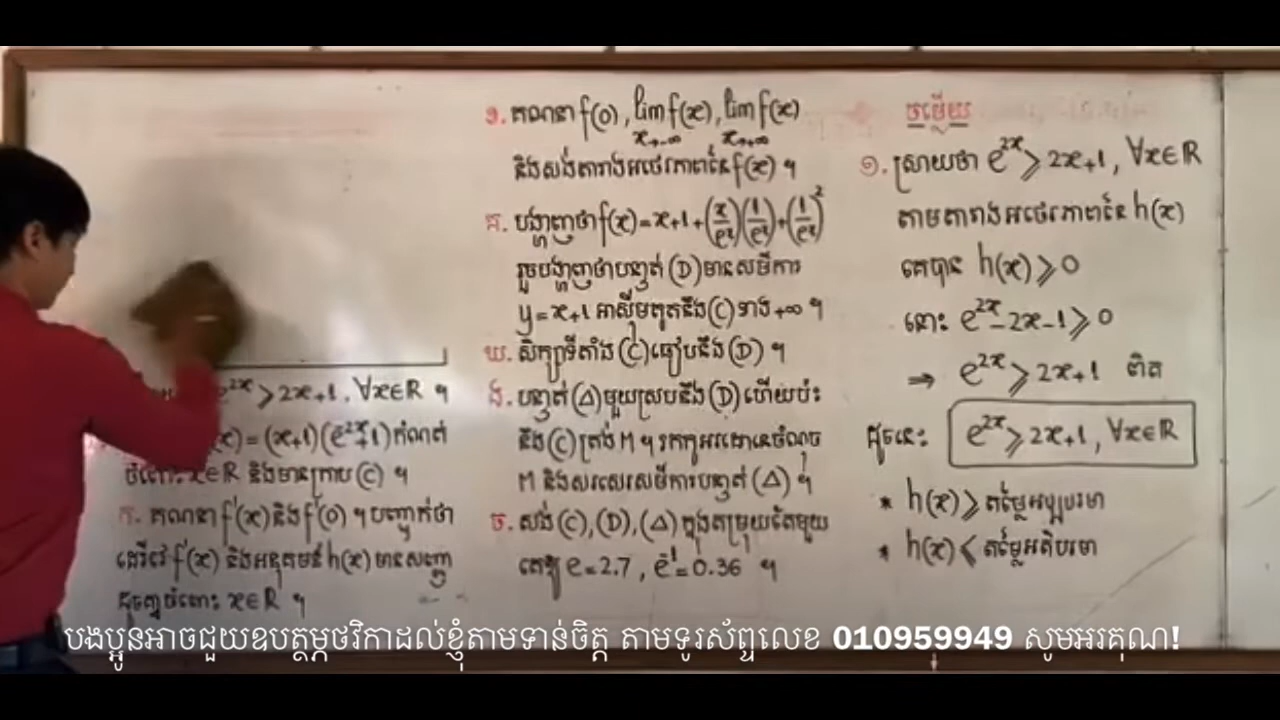 e²ˣ ⩾ 2x+1, ∀x∈ℝ ។
(x) = (x+1)(e⁻²ˣ+1) កំណត់
ចំពោះ x∈ℝ និងមានក្រាប (C) ។
ក. គណនា f'(x) និង f'(0) ។ បញ្ជាក់ថា
ដេរីវេ f'(x) និងអនុគមន៍ h(x) មានសញ្ញា
ដូចគ្នាចំពោះ x∈ℝ ។
ខ. គណនា f(0), lim f(x), lim f(x)
x→-∞ x→+∞
និងសង់តារាងអថេរភាពនៃ f(x) ។
គ. បង្ហាញថា f(x) = x+1+(x/eˣ)(1/eˣ)+(1/eˣ)²
រួចបង្ហាញថាបន្ទាត់ (D) មានសមីការ
y = x+1 អាស៊ីមតូតនឹង (C) ខាង +∞ ។
ឃ. សិក្សាទីតាំង (C) ធៀបនឹង (D) ។
ង. បន្ទាត់ (Δ) មួយស្របនឹង (D) ហើយប៉ះ
នឹង (C) ត្រង់ M ។ រកកូអរដោនេចំណុច
M និងសរសេរសមីការបន្ទាត់ (Δ) ។
ច. សង់ (C), (D), (Δ) ក្នុងតម្រុយតែមួយ
គេឲ្យ e = 2.7, e⁻¹ = 0.36 ។
ចម្លើយ
១. ស្រាយថា e²ˣ ⩾ 2x+1, ∀x∈ℝ
តាមតារាងអថេរភាពនៃ h(x)
គេបាន h(x) ⩾ 0
នោះ e²ˣ - 2x - 1 ⩾ 0
⇒ e²ˣ ⩾ 2x+1 ពិត
ដូចនេះ e²ˣ ⩾ 2x+1, ∀x∈ℝ
* h(x) ⩾ តម្លៃអប្បបរមា
* h(x) ⩽ តម្លៃអតិបរមា
បងប្អូនអាចជួយឧបត្ថម្ភថវិកាដល់ខ្ញុំតាមទាន់ចិត្ត តាមទូរស័ព្ទលេខ 010959949 សូមអរគុណ!